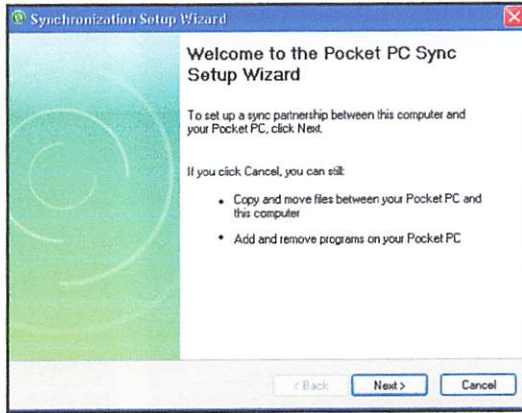 Synchronization Setup Wizard
Welcome to the Pocket PC Sync
Setup Wizard
To set up a sync partnership between this computer and
your Pocket PC, click Next.
If you click Cancel, you can still:
• Copy and move files between your Pocket PC and
this computer
• Add and remove programs on your Pocket PC
< Back Next > Cancel